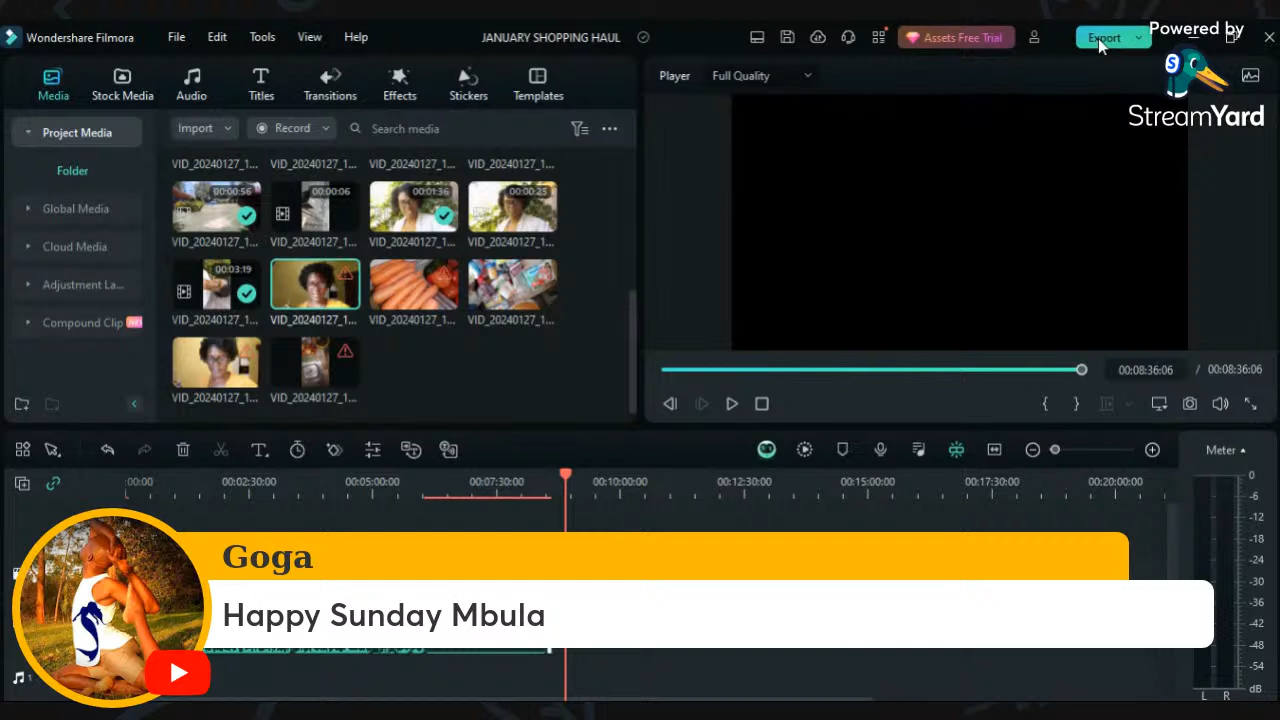 Powered by
StreamYard
Wondershare Filmora
File
Edit
Tools
View
Help
JANUARY SHOPPING HAUL
Assets Free Trial
Export
Media
Stock Media
Audio
Titles
Transitions
Effects
Stickers
Templates
Player
Full Quality
Project Media
Import
Record
Search media
Folder
Global Media
Cloud Media
Adjustment La...
Compound Clip
VID_20240127_1...
VID_20240127_1...
VID_20240127_1...
VID_20240127_1...
00:00:56
00:00:06
00:01:36
00:00:25
VID_20240127_1...
VID_20240127_1...
VID_20240127_1...
VID_20240127_1...
00:03:19
VID_20240127_1...
VID_20240127_1...
VID_20240127_1...
VID_20240127_1...
VID_20240127_1...
VID_20240127_1...
00:08:36:06
/
00:08:36:06
Meter
:00:00
00:02:30:00
00:05:00:00
00:07:30:00
00:10:00:00
00:12:30:00
00:15:00:00
00:17:30:00
00:20:00:00
0
-6
-12
-18
-24
-30
-36
-42
-48
-54
dB
L
R
Goga
Happy Sunday Mbula
1